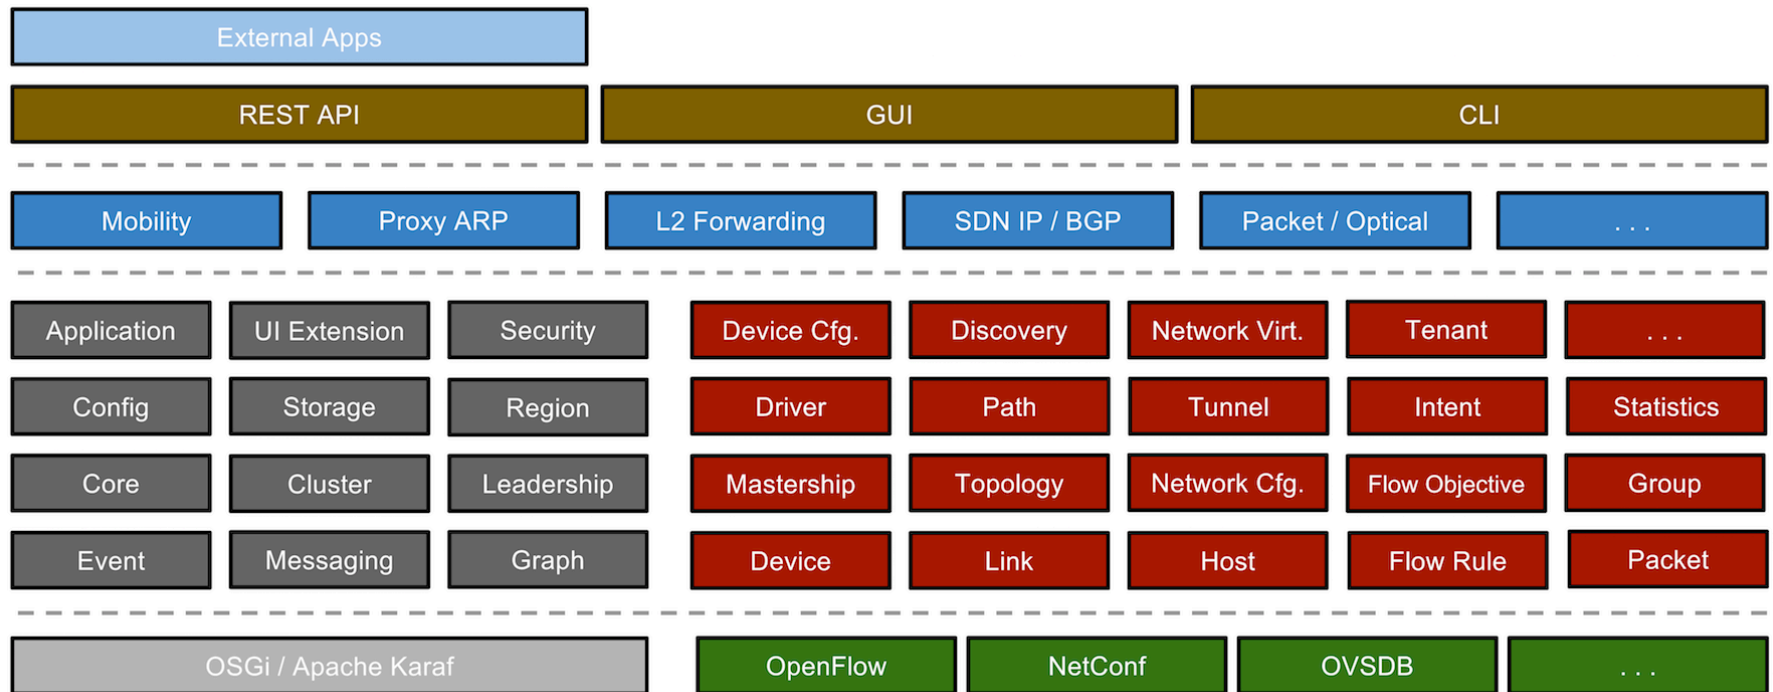 External Apps
REST API GUI CLI
Mobility Proxy ARP L2 Forwarding SDN IP / BGP Packet / Optical . . .
Application UI Extension Security Device Cfg. Discovery Network Virt. Tenant . . .
Config Storage Region Driver Path Tunnel Intent Statistics
Core Cluster Leadership Mastership Topology Network Cfg. Flow Objective Group
Event Messaging Graph Device Link Host Flow Rule Packet
OSGi / Apache Karaf OpenFlow NetConf OVSDB . . .